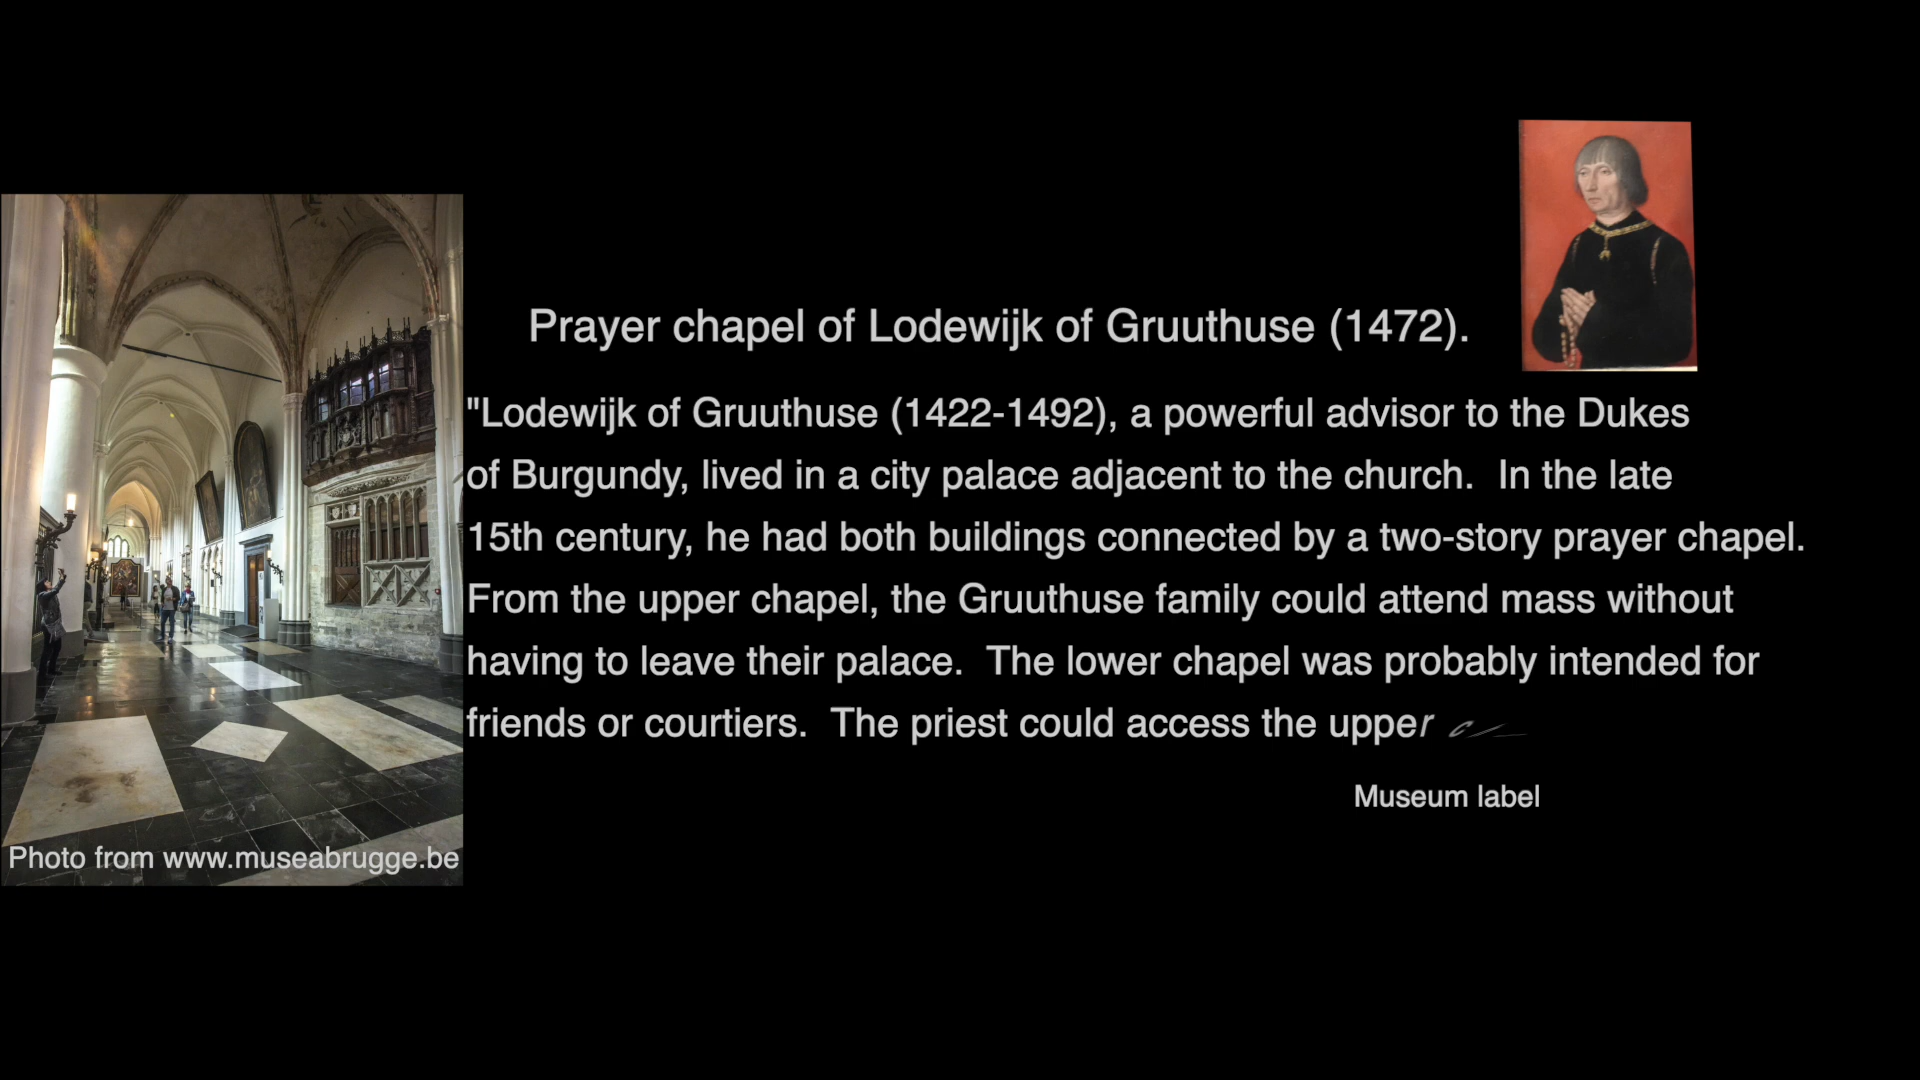 Prayer chapel of Lodewijk of Gruuthuse (1472).
"Lodewijk of Gruuthuse (1422-1492), a powerful advisor to the Dukes
of Burgundy, lived in a city palace adjacent to the church.  In the late
15th century, he had both buildings connected by a two-story prayer chapel.
From the upper chapel, the Gruuthuse family could attend mass without
having to leave their palace.  The lower chapel was probably intended for
friends or courtiers.  The priest could access the upper
Museum label
Photo from www.museabrugge.be